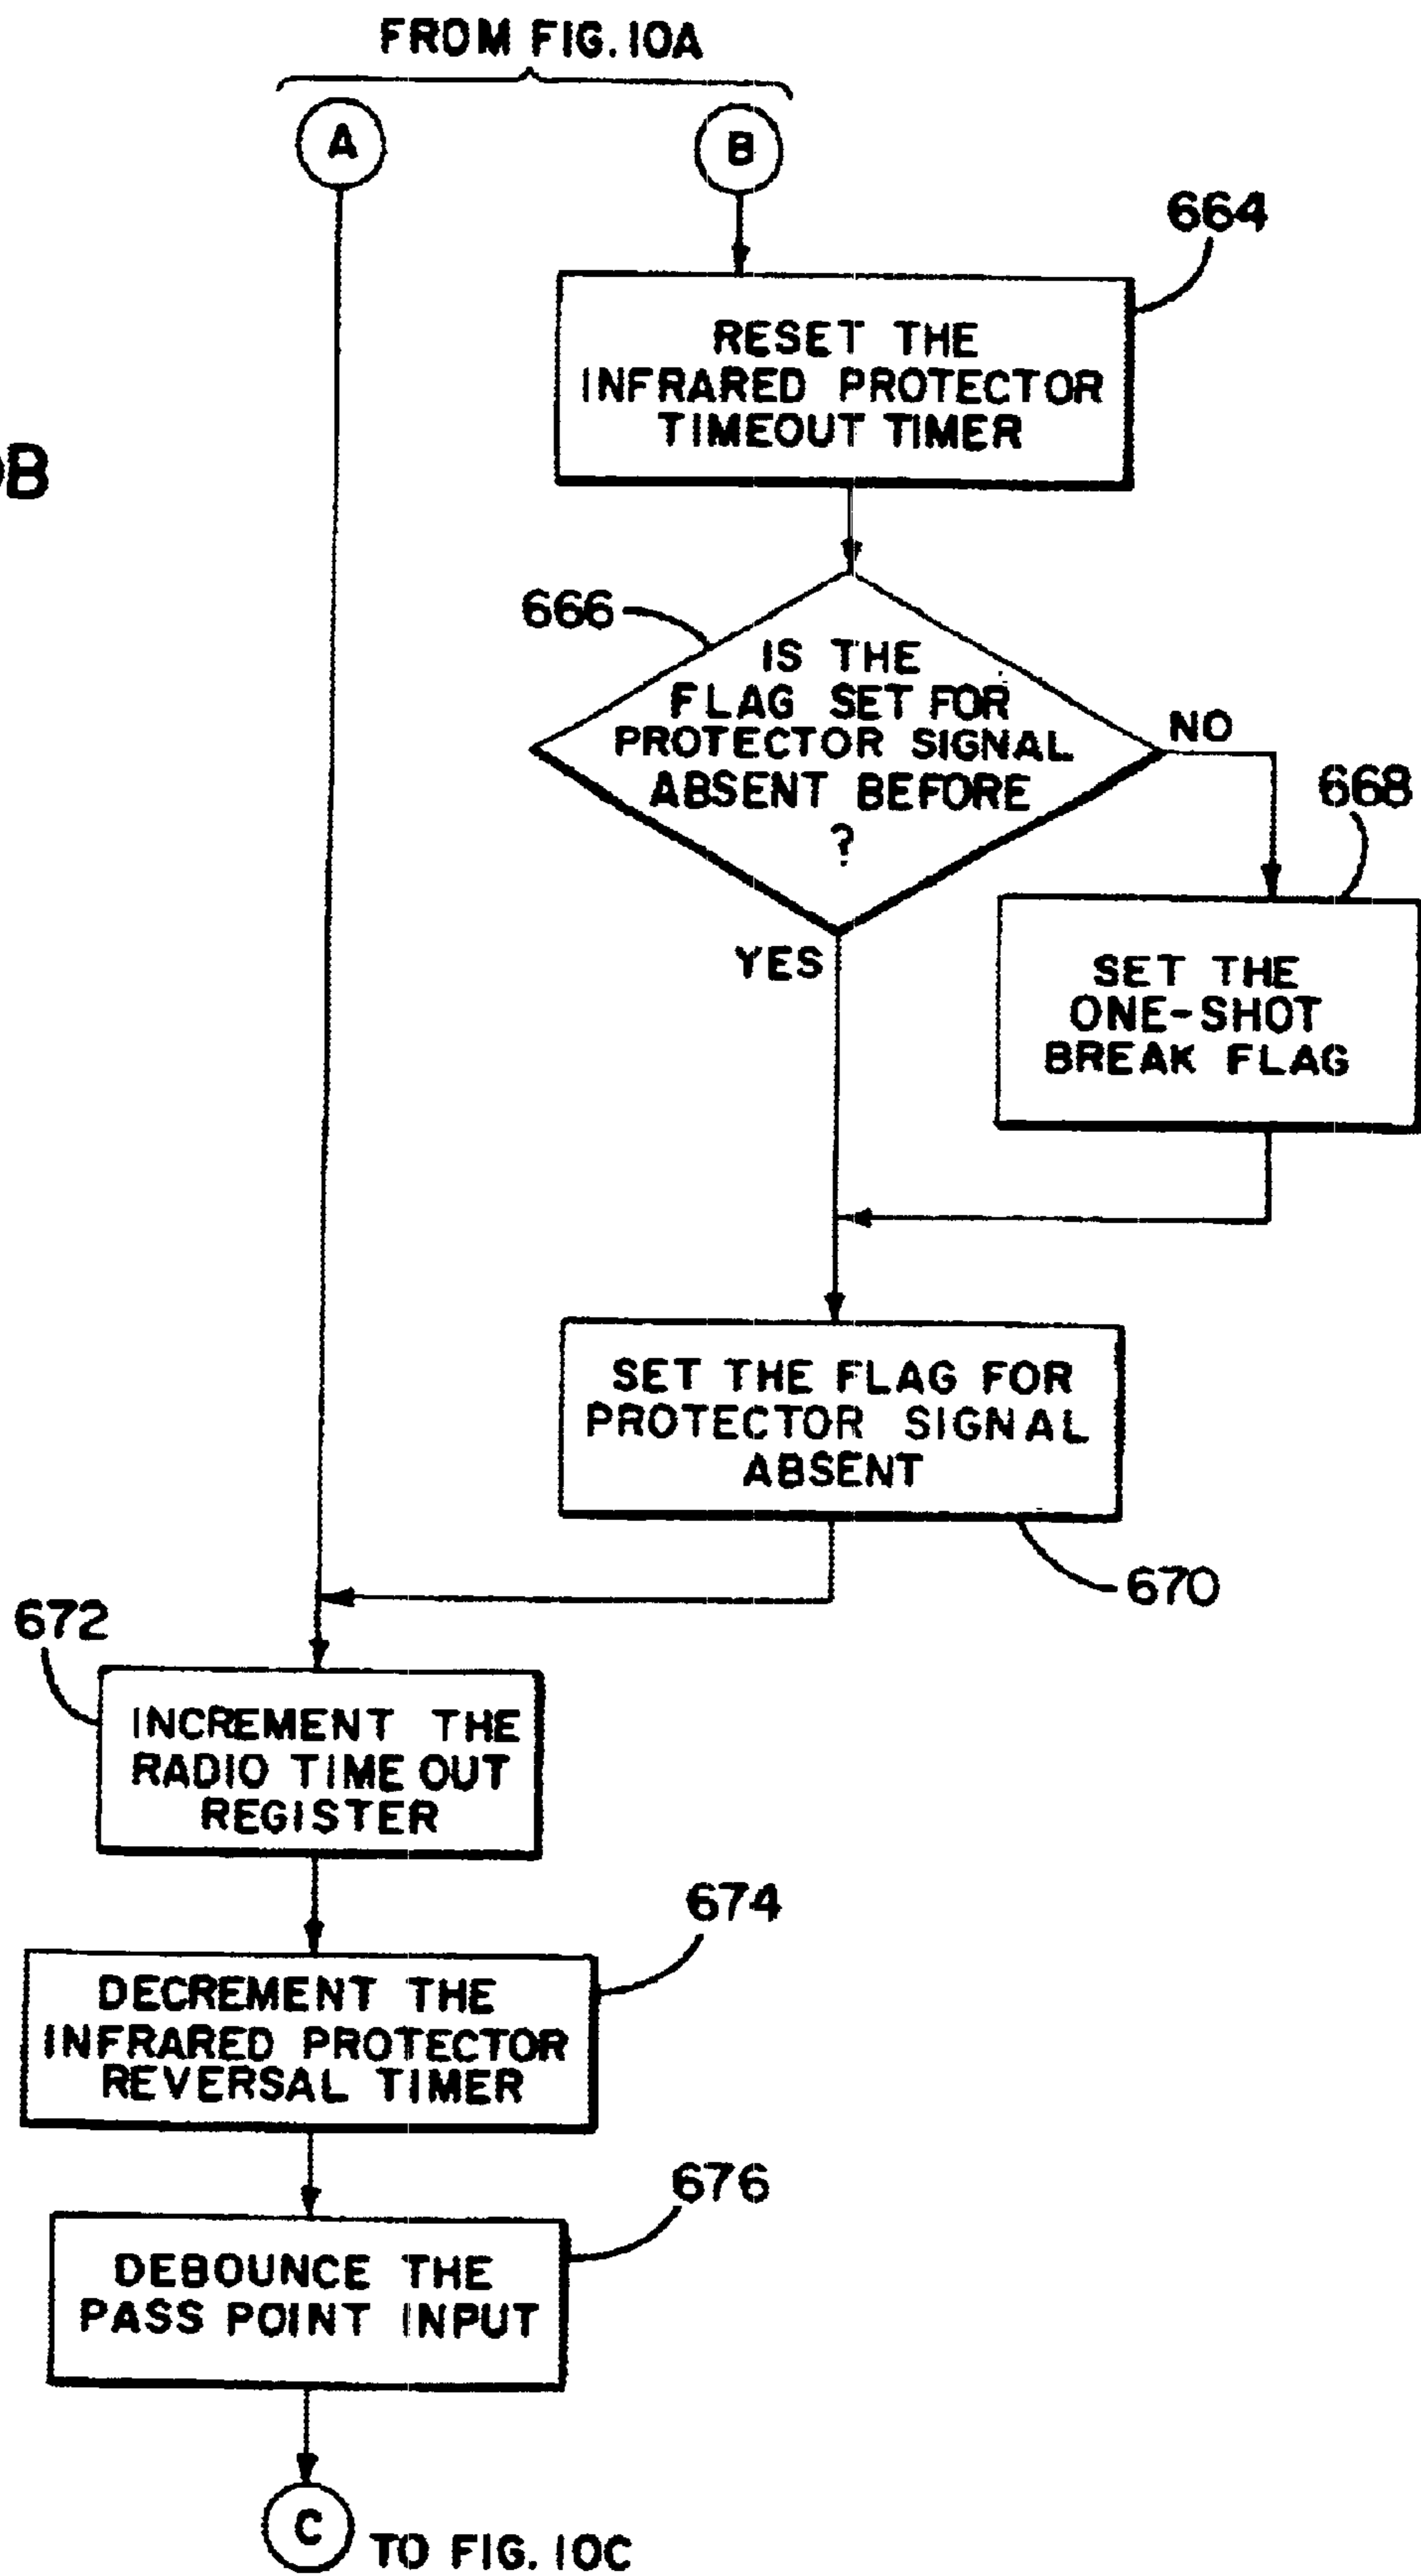 FROM FIG. 10A
A
B
664
RESET THE
INFRARED PROTECTOR
TIMEOUT TIMER
666
IS THE
FLAG SET FOR
PROTECTOR SIGNAL
ABSENT BEFORE
?
NO
YES
668
SET THE
ONE-SHOT
BREAK FLAG
SET THE FLAG FOR
PROTECTOR SIGNAL
ABSENT
670
672
INCREMENT THE
RADIO TIME OUT
REGISTER
674
DECREMENT THE
INFRARED PROTECTOR
REVERSAL TIMER
676
DEBOUNCE THE
PASS POINT INPUT
C
TO FIG. 10C